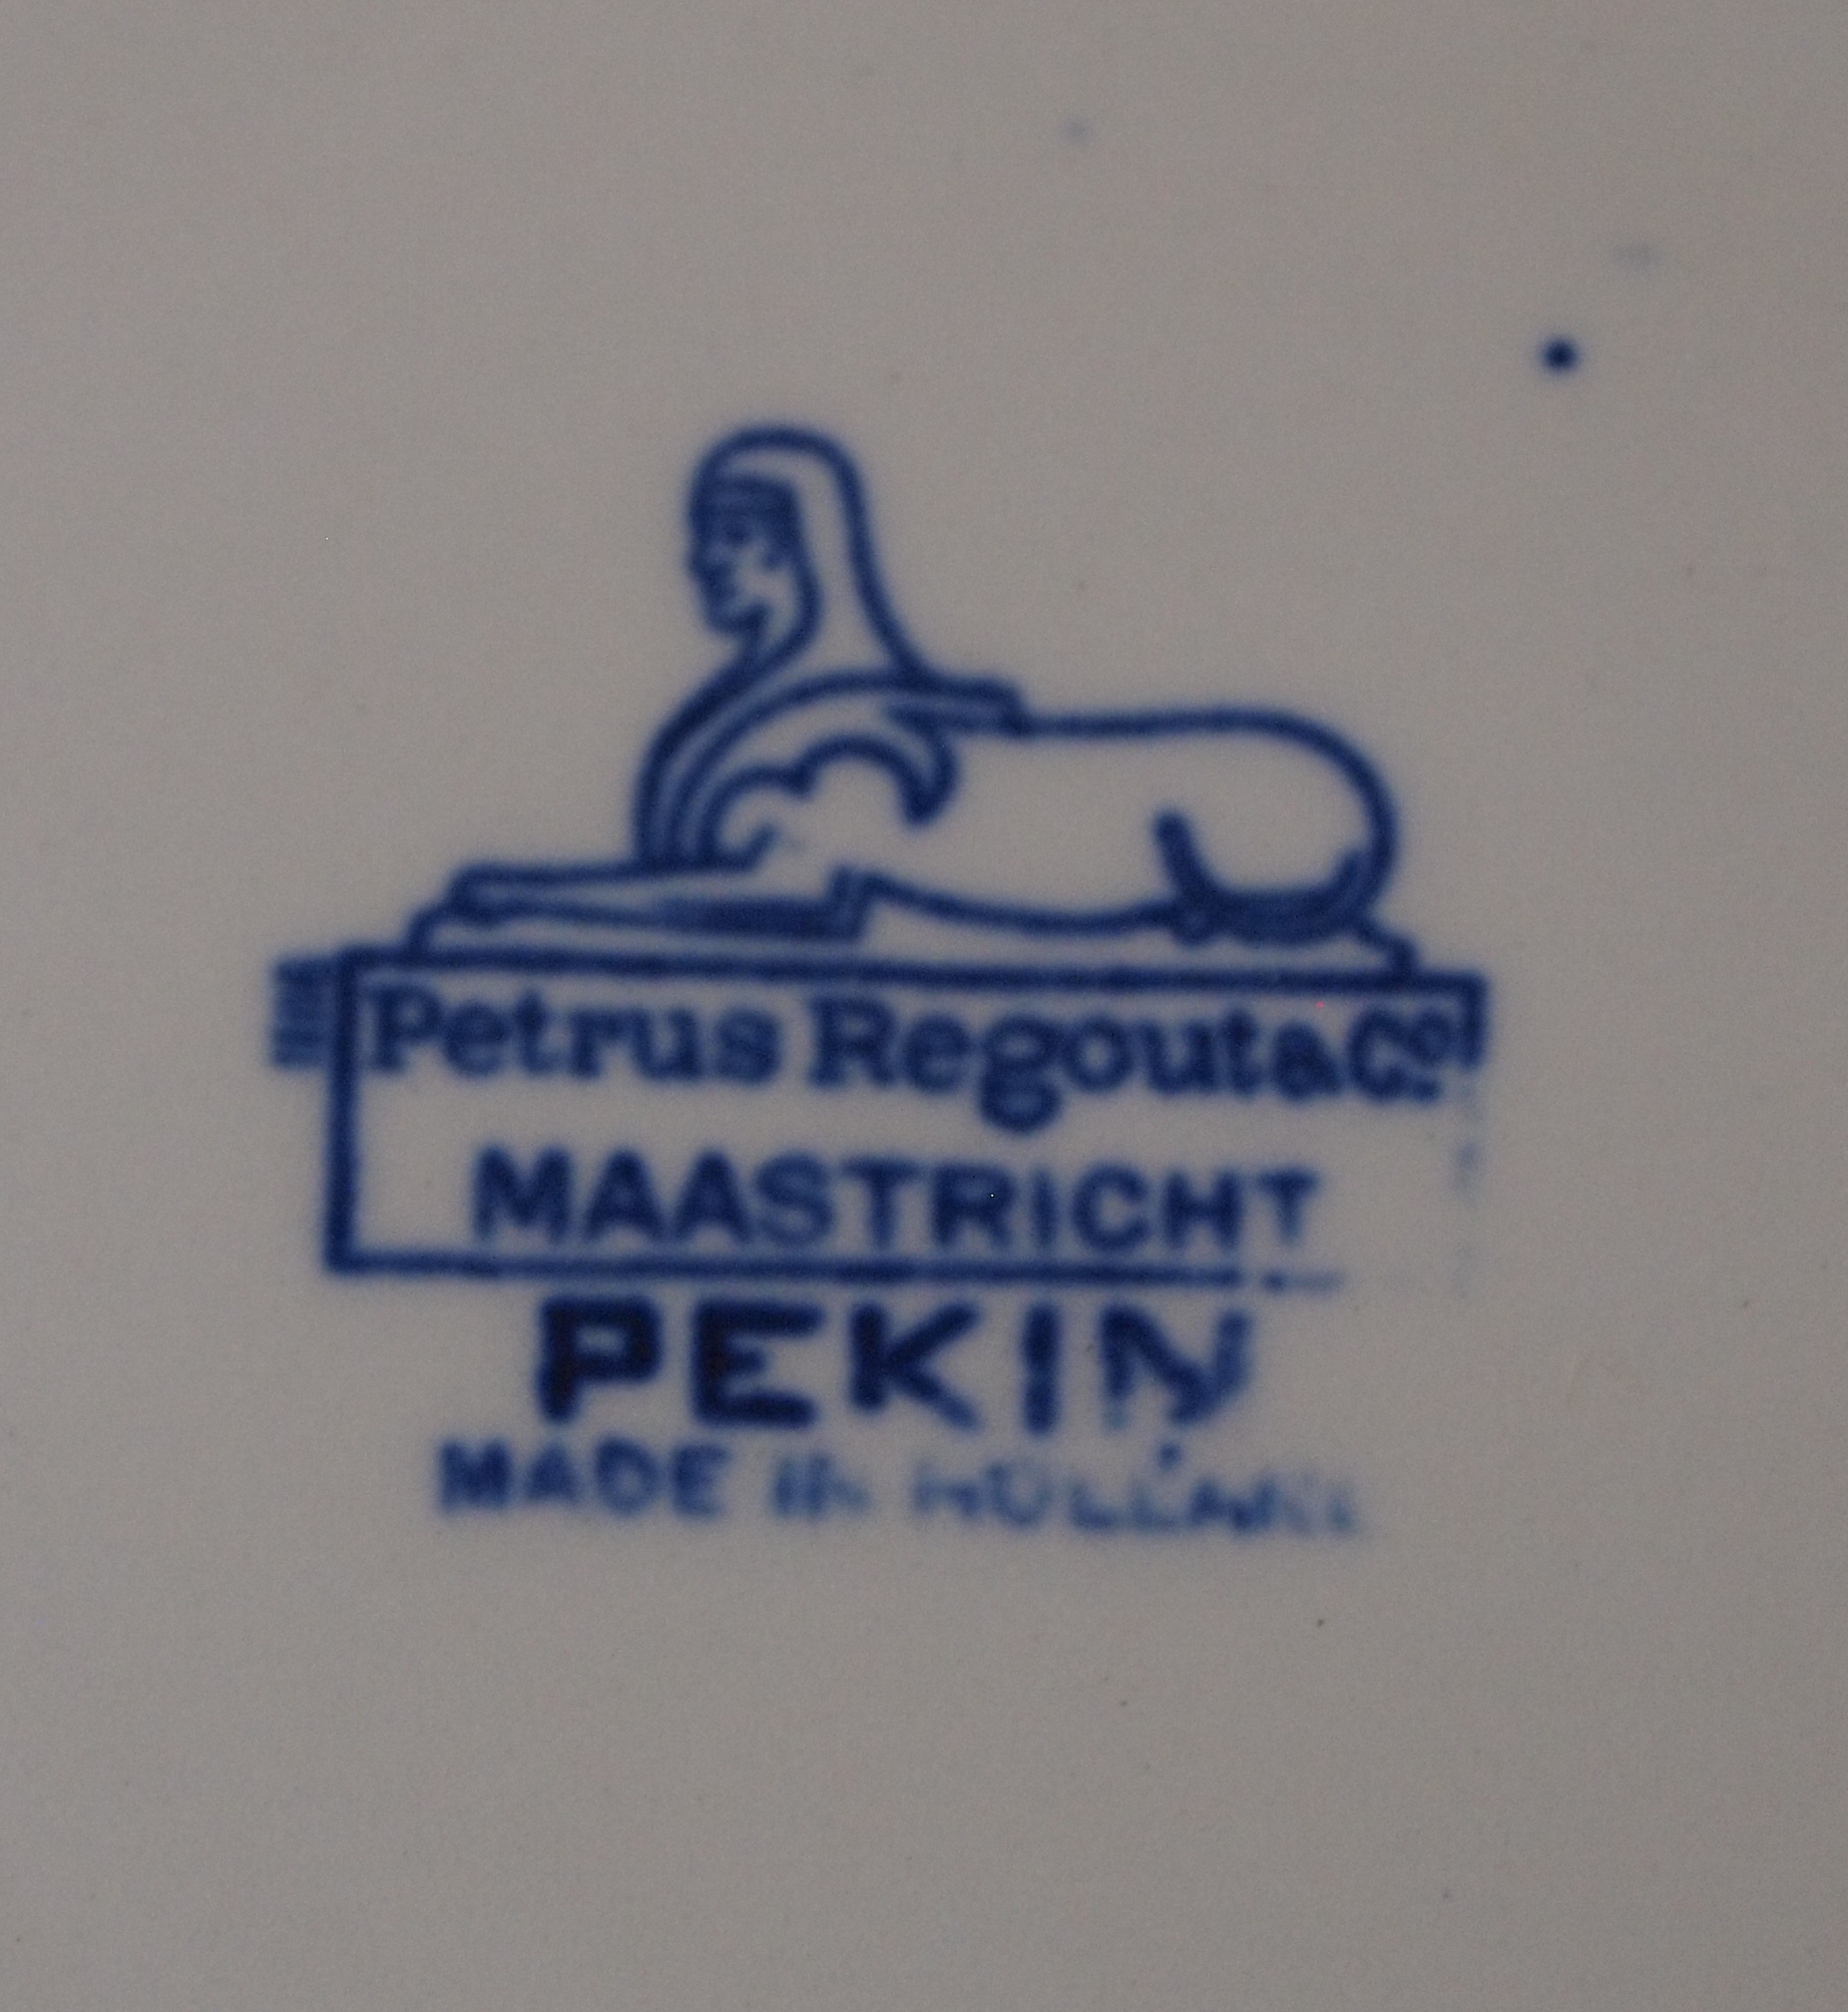 Petrus Regout & Co.
MAASTRICHT
PEKIN
MADE IN HOLLAND